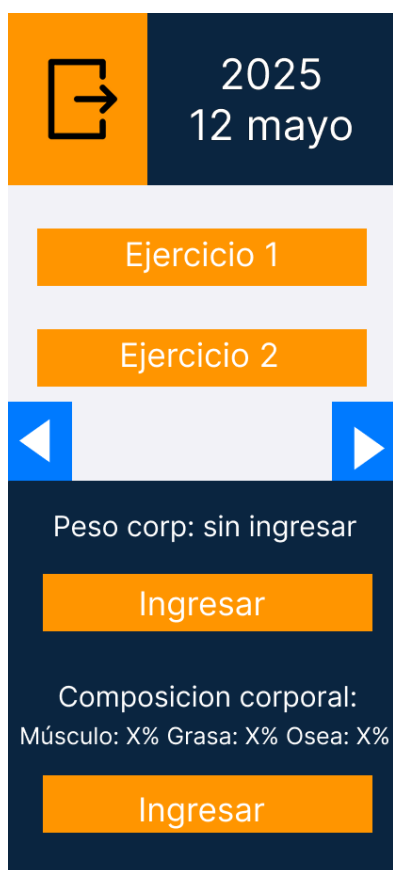 2025
12 mayo
Ejercicio 1
Ejercicio 2
Peso corp: sin ingresar
Ingresar
Composicion corporal:
Músculo: X% Grasa: X% Osea: X%
Ingresar